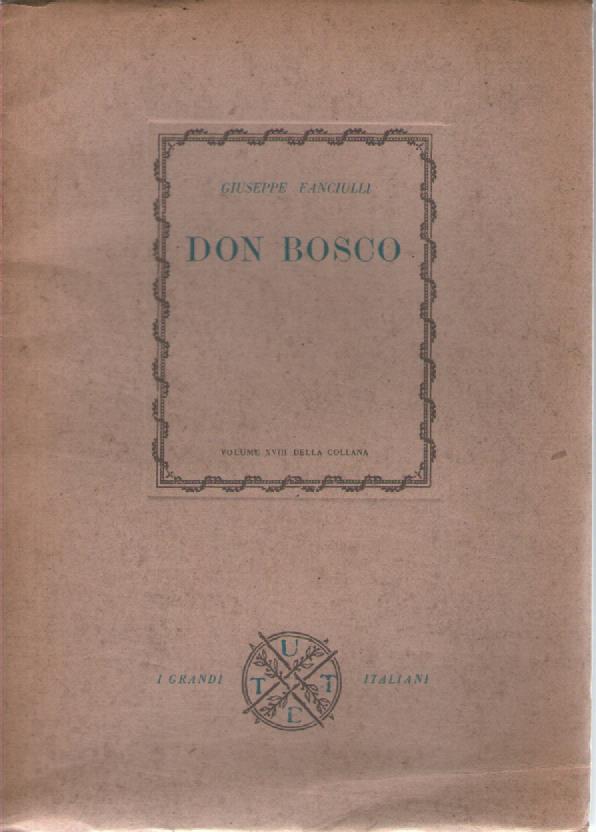 GIUSEPPE FANCIULLI
DON BOSCO
VOLUME XVIII DELLA COLLANA
I GRANDI ITALIANI
U
T T
E